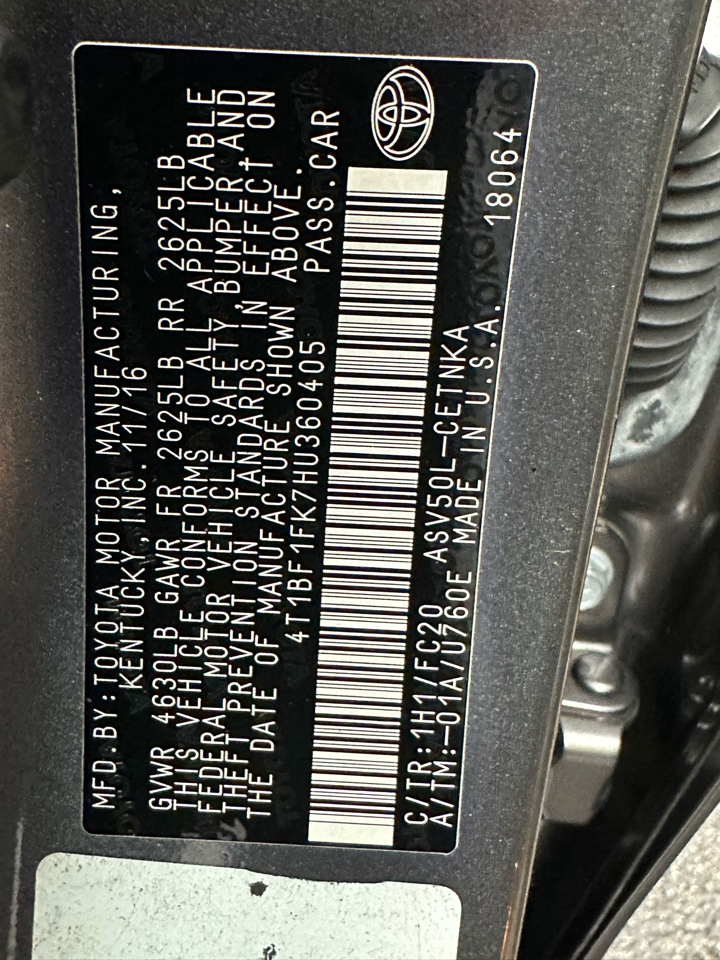 MFD.BY:TOYOTA MOTOR MANUFACTURING,
KENTUCKY,INC. 11/16
GVWR 4630LB GAWR FR 2625LB RR 2625LB
THIS VEHICLE CONFORMS TO ALL APPLICABLE
FEDERAL MOTOR VEHICLE SAFETY,BUMPER,AND
THEFT PREVENTION STANDARDS IN EFFECT ON
THE DATE OF MANUFACTURE SHOWN ABOVE.
4T1BF1FK7HU360405 PASS.CAR
C/TR:1H1/FC20 ASV50L-CETNKA
A/TM:-01A/U760E MADE IN U.S.A. 18064